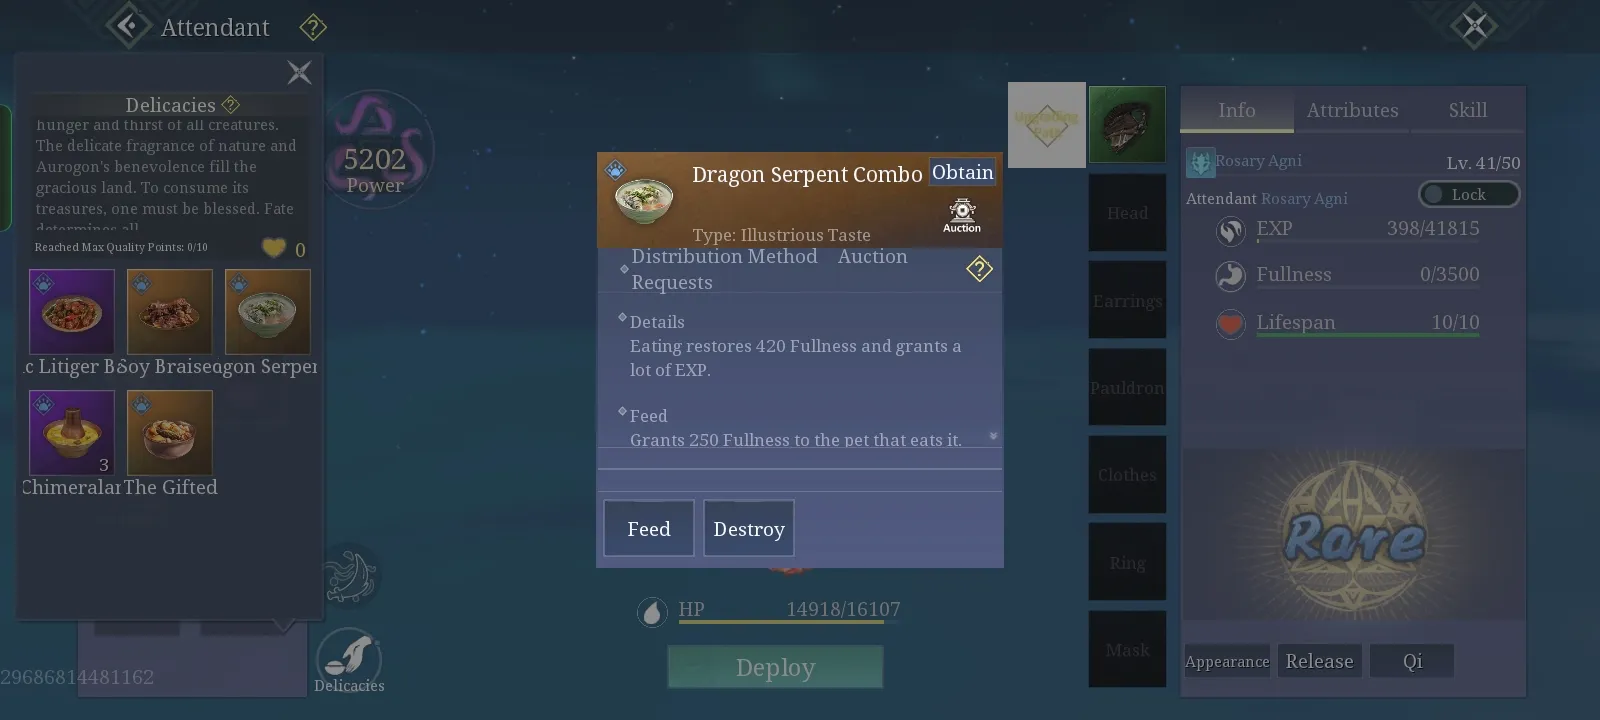 Attendant
Delicacies
hunger and thirst of all creatures.
The delicate fragrance of nature and
Aurogon's benevolence fill the
gracious land. To consume its
treasures, one must be blessed. Fate
determines all
Reached Max Quality Points: 0/10
0
c Litiger B
Soy Braised
agon Serper
3
Chimeralar
The Gifted
29686814481162
5202
Power
Delicacies
Dragon Serpent Combo
Obtain
Type: Illustrious Taste
Auction
Distribution Method Auction
Requests
Details
Eating restores 420 Fullness and grants a
lot of EXP.
Feed
Grants 250 Fullness to the pet that eats it.
Feed
Destroy
HP 14918/16107
Deploy
Upgrading
Path
Head
Earrings
Pauldron
Clothes
Ring
Mask
Info
Attributes
Skill
Rosary Agni
Lv. 41/50
Attendant Rosary Agni
Lock
EXP 398/41815
Fullness 0/3500
Lifespan 10/10
Rare
Appearance
Release
Qi